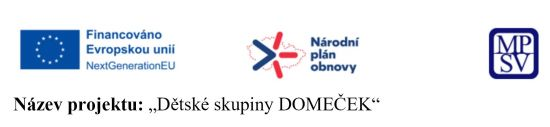 Financováno
Evropskou unií
NextGenerationEU
Národní
plán
obnovy
MP
SV
Název projektu: „Dětské skupiny DOMEČEK“